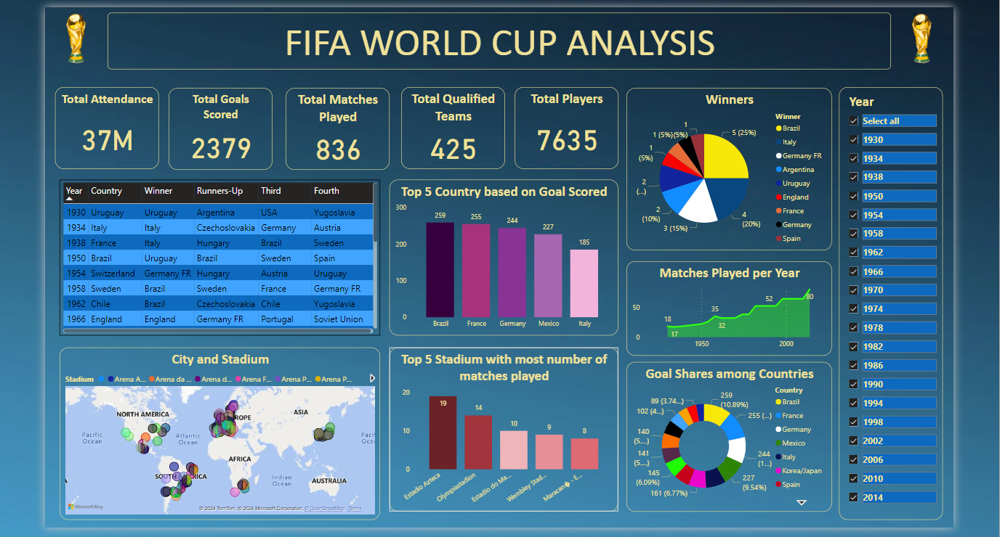 FIFA WORLD CUP ANALYSIS
Total Attendance
37M
Total Goals
Scored
2379
Total Matches
Played
836
Total Qualified
Teams
425
Total Players
7635
Year Country Winner Runners-Up Third Fourth
1930 Uruguay Uruguay Argentina USA Yugoslavia
1934 Italy Italy Czechoslovakia Germany Austria
1938 France Italy Hungary Brazil Sweden
1950 Brazil Uruguay Brazil Sweden Spain
1954 Switzerland Germany FR Hungary Austria Uruguay
1958 Sweden Brazil Sweden France Germany FR
1962 Chile Brazil Czechoslovakia Chile Yugoslavia
1966 England England Germany FR Portugal Soviet Union
Top 5 Country based on Goal Scored
300
200
100
0
259
255
244
227
185
Brazil France Germany Mexico Italy
Winners
5 (25%)
4
(20%)
3 (15%)
2
(10%)
2
(...)
1
(5%)
1 (5%)(5%)
1
Winner
Brazil
Italy
Germany FR
Argentina
Uruguay
England
France
Germany
Spain
Matches Played per Year
50
0
18
17
35
32
52
80
1950 2000
City and Stadium
Stadium Arena A... Arena da ... Arena d... Arena F... Arena P... Arena P...
NORTH AMERICA
ASIA
ROPE
Pacific
Ocean
Atlantic
Ocean
Pacif
Ocea
AFRICA
SOUTH AMERICA
Indian
Ocean
AUSTRALIA
Microsoft Bing
© 2024 TomTom, © 2024 Microsoft Corporation, © OpenStreetMap Terms
Top 5 Stadium with most number of
matches played
20
10
0
19
14
10
9
8
Estadio Azteca
Olympiastadion
Estadio do Ma...
Wembley Stad...
Maracan� - E...
Goal Shares among Countries
259
(10.89%)
255 (...)
244
(1...)
227
(9.54%)
161 (6.77%)
145
(6.09%)
141
(5....)
140
(5....)
102 (4...)
89 (3.74...)
Country
Brazil
France
Germany
Mexico
Italy
Korea/Japan
Spain
Year
Select all
1930
1934
1938
1950
1954
1958
1962
1966
1970
1974
1978
1982
1986
1990
1994
1998
2002
2006
2010
2014